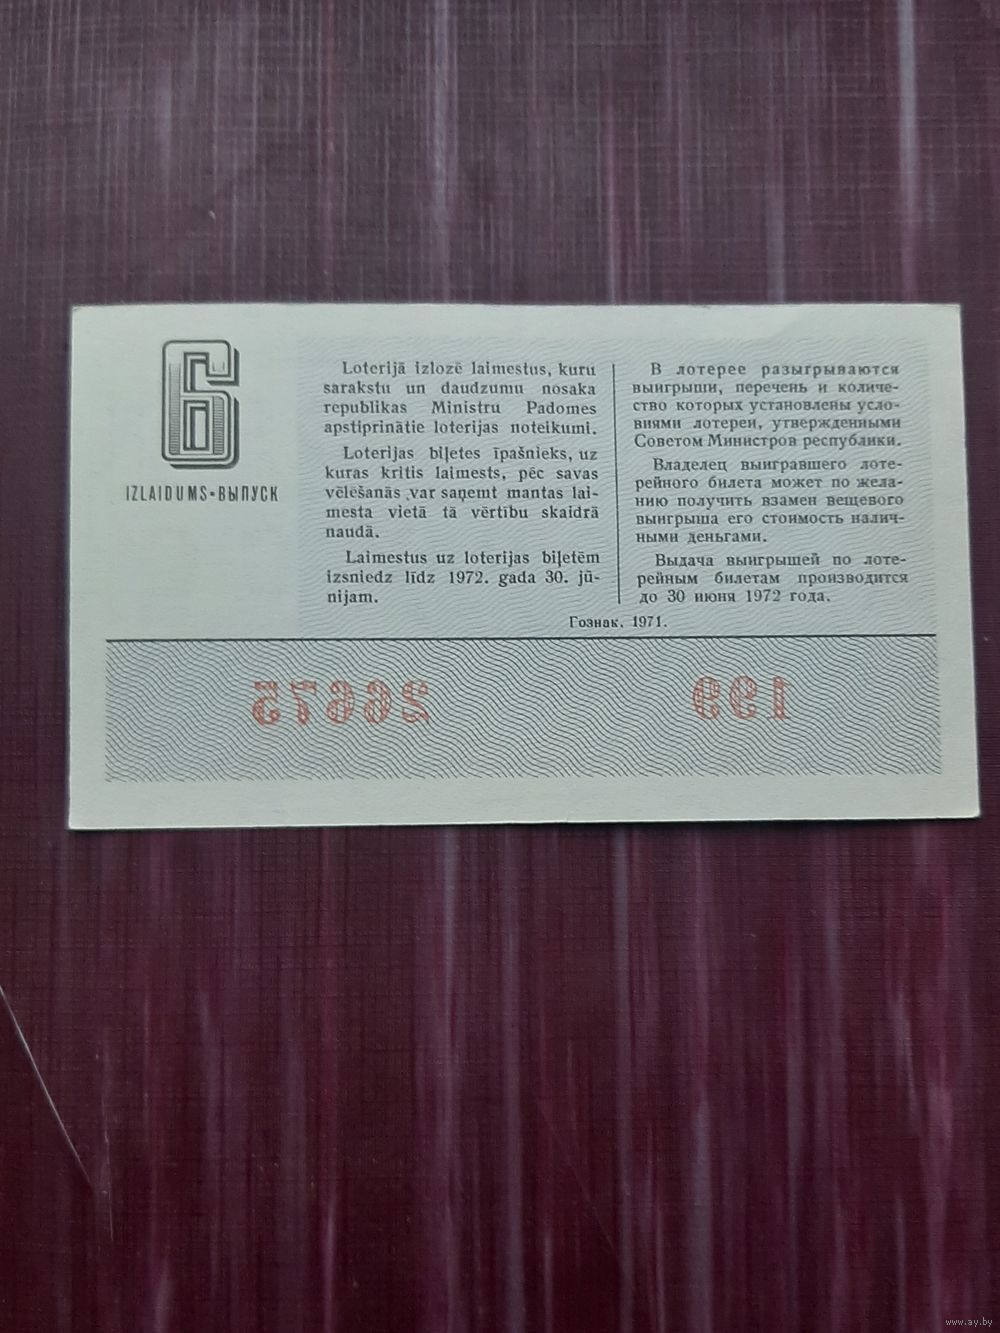 6
IZLAIDUMS-ВЫПУСК
Loterijā izlozē laimestus, kuru
sarakstu un daudzumu nosaka
republikas Ministru Padomes
apstiprinātie loterijas noteikumi.
Loterijas biļetes īpašnieks, uz
kuras kritis laimests, pēc savas
vēlēšanās var saņemt mantas lai-
mesta vietā tā vērtību skaidrā
naudā.
Laimestus uz loterijas biļetēm
izsniedz līdz 1972. gada 30. jū-
nijam.
В лотерее разыгрываются
выигрыши, перечень и количе-
ство которых установлены усло-
виями лотереи, утвержденными
Советом Министров республики.
Владелец выигравшего лоте-
рейного билета может по жела-
нию получить взамен вещевого
выигрыша его стоимость налич-
ными деньгами.
Выдача выигрышей по лоте-
рейным билетам производится
до 30 июня 1972 года.
Гознак. 1971.
266675 199
www.ay.by